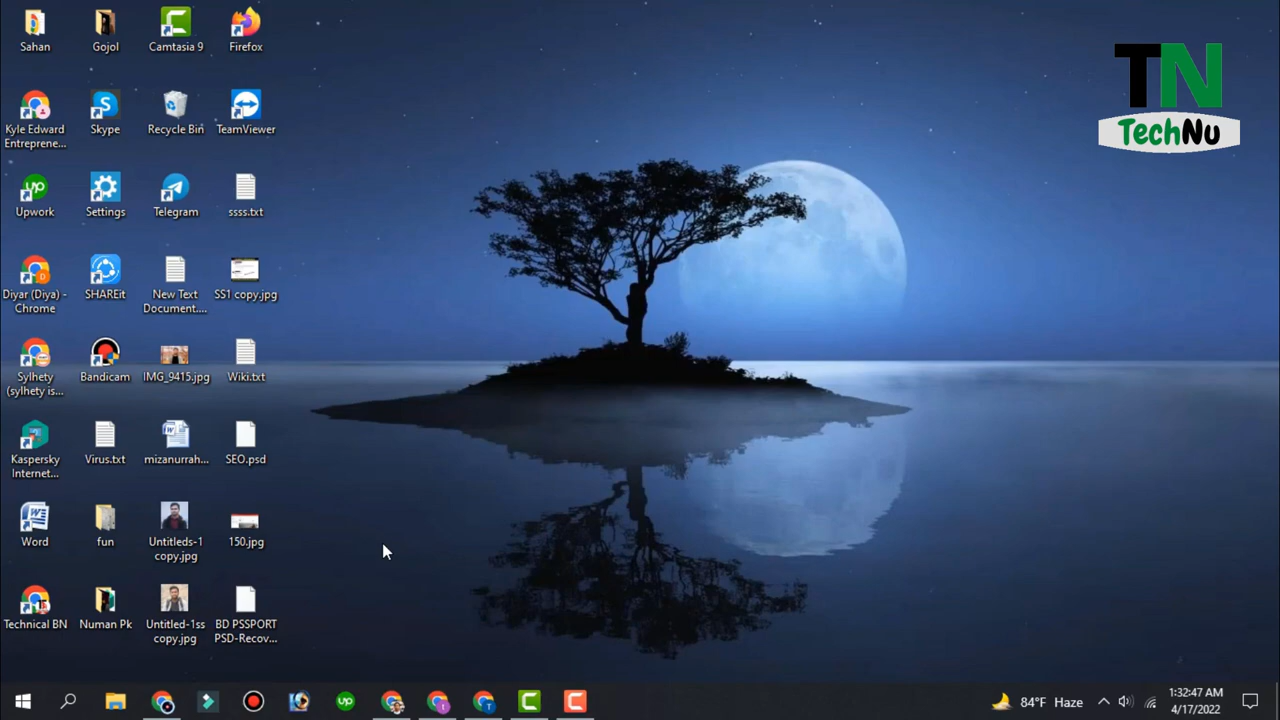 Sahan
Gojol
Camtasia 9
Firefox
Kyle Edward
Entreprene...
Skype
Recycle Bin
TeamViewer
Upwork
Settings
Telegram
ssss.txt
Diyar (Diya) -
Chrome
SHAREit
New Text
Document....
SS1 copy.jpg
Sylhety
(sylhety is...
Bandicam
IMG_9415.jpg
Wiki.txt
Kaspersky
Internet...
Virus.txt
mizanurrah...
SEO.psd
Word
fun
Untitleds-1
copy.jpg
150.jpg
Technical BN
Numan Pk
Untitled-1ss
copy.jpg
BD PSSPORT
PSD-Recov...
TN
TechNu
84°F Haze
1:32:47 AM
4/17/2022